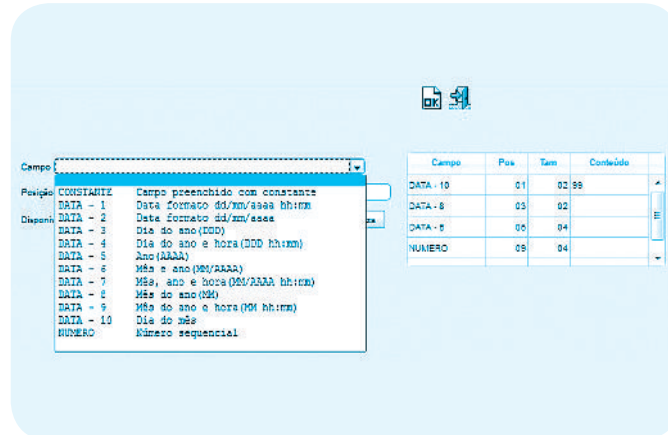 OK
Campo
Posição
CONSTANTE Campo preenchido com constante
DATA - 1 Data formato dd/mm/aaaa hh:mm
Disponív
DATA - 2 Data formato dd/mm/aaaa
DATA - 3 Dia do ano(DDD)
DATA - 4 Dia do ano e hora(DDD hh:mm)
DATA - 5 Ano(AAAA)
DATA - 6 Mês e ano(MM/AAAA)
DATA - 7 Mês, ano e hora(MM/AAAA hh:mm)
DATA - 8 Mês do ano(MM)
DATA - 9 Mês do ano e hora(MM hh:mm)
DATA - 10 Dia do mês
NUMERO Número sequencial
Campo Pos Tam Conteúdo
DATA - 10 01 02 99
DATA - 8 03 02
DATA - 5 05 04
NUMERO 09 04